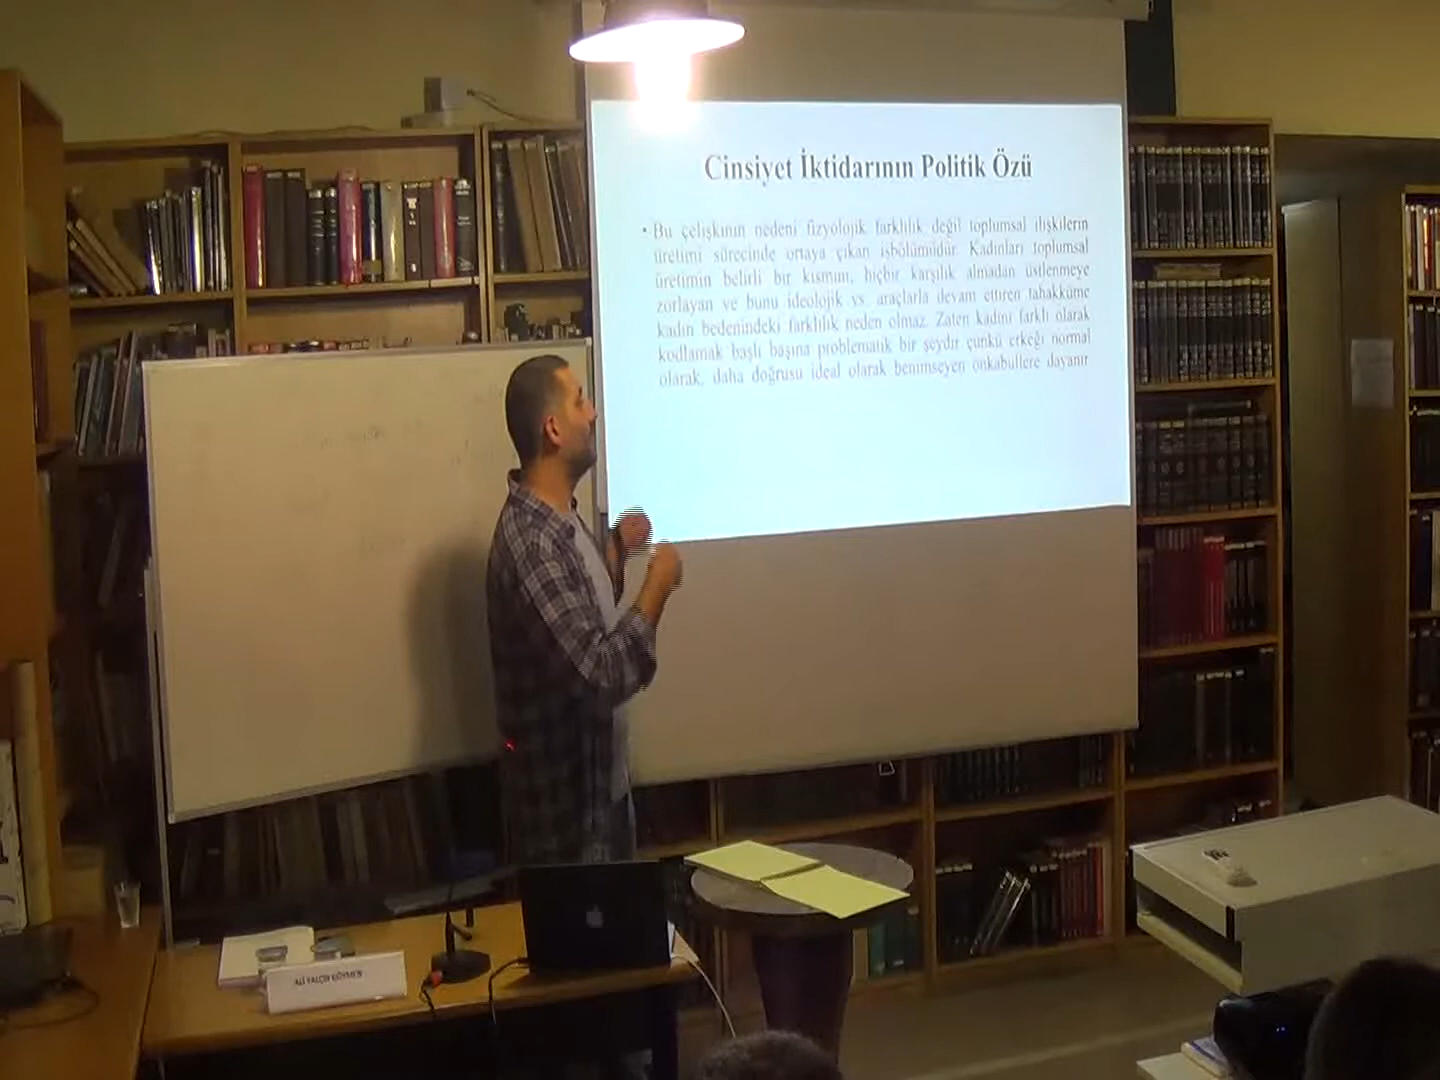 Cinsiyet İktidarının Politik Özü
• Bu çelişkinin nedeni fizyolojik farklılık değil toplumsal ilişkilerin
üretimi sürecinde ortaya çıkan işbölümüdür. Kadınları toplumsal
üretimin belirli bir kısmını, hiçbir karşılık almadan üstlenmeye
zorlayan ve bunu ideolojik vs. araçlarla devam ettiren tahakküme
kadın bedenindeki farklılık neden olmaz. Zaten kadını farklı olarak
kodlamak başlı başına problematik bir şeydir çünkü erkeği normal
olarak, daha doğrusu ideal olarak benimseyen önkabullere dayanır
ALİ YALÇIN GÖYMEN